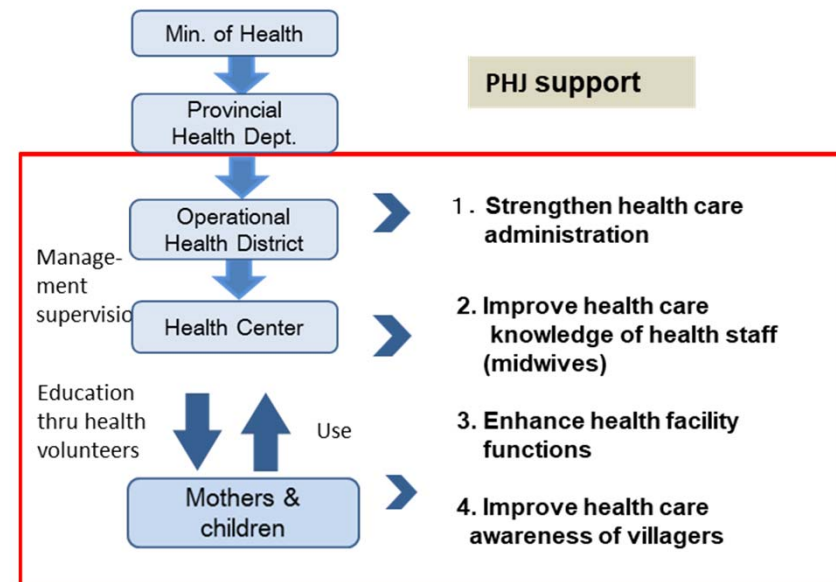 Min. of Health
PHJ support
Provincial
Health Dept.
Operational
Health District
1. Strengthen health care
administration
Manage-
ment
supervisio
Health Center
2. Improve health care
knowledge of health staff
(midwives)
Education
thru health
volunteers
Use
3. Enhance health facility
functions
Mothers &
children
4. Improve health care
awareness of villagers